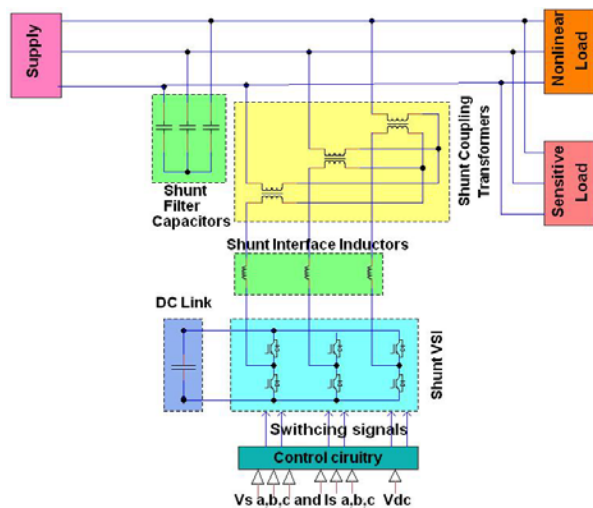 Supply
Nonlinear
Load
Shunt Coupling
Transformers
Shunt
Filter
Capacitors
Sensitive
Load
Shunt Interface Inductors
DC Link
Shunt VSI
Swithcing signals
Control ciruitry
Vs a,b,c and Is a,b,c Vdc